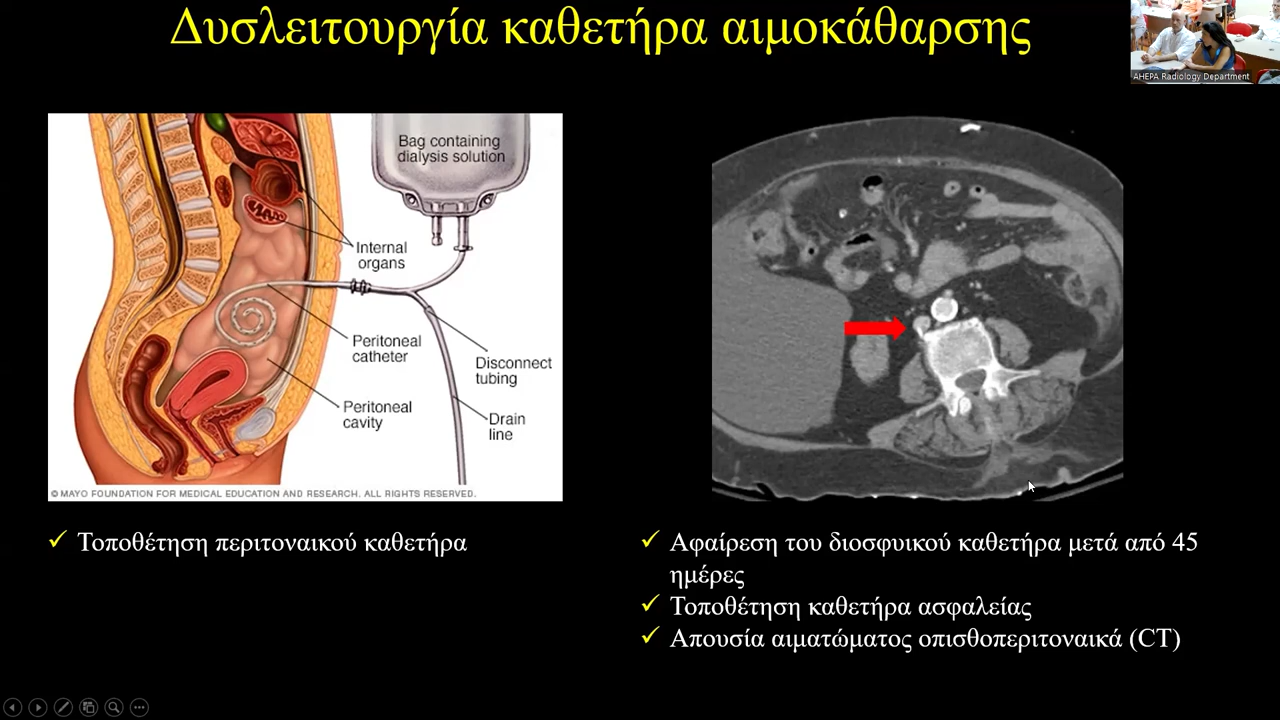 Δυσλειτουργία καθετήρα αιμοκάθαρσης
AHEPA Radiology Department
Bag containing
dialysis solution
Internal
organs
Peritoneal
catheter
Disconnect
tubing
Peritoneal
cavity
Drain
line
© MAYO FOUNDATION FOR MEDICAL EDUCATION AND RESEARCH. ALL RIGHTS RESERVED.
✓ Τοποθέτηση περιτοναικού καθετήρα
✓ Αφαίρεση του διοσφυικού καθετήρα μετά από 45
ημέρες
✓ Τοποθέτηση καθετήρα ασφαλείας
✓ Απουσία αιματώματος οπισθοπεριτοναικά (CT)